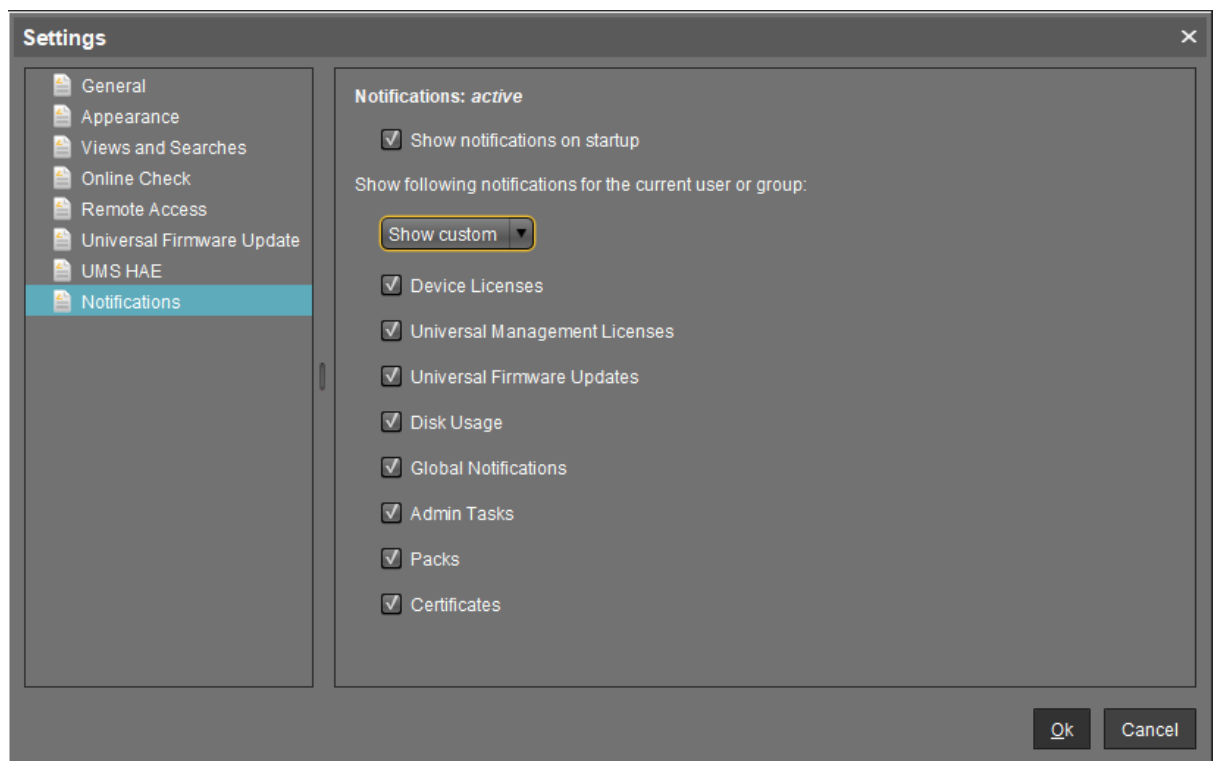 Settings
General
Appearance
Views and Searches
Online Check
Remote Access
Universal Firmware Update
UMS HAE
Notifications
Notifications: active
Show notifications on startup
Show following notifications for the current user or group:
Show custom
Device Licenses
Universal Management Licenses
Universal Firmware Updates
Disk Usage
Global Notifications
Admin Tasks
Packs
Certificates
Ok Cancel